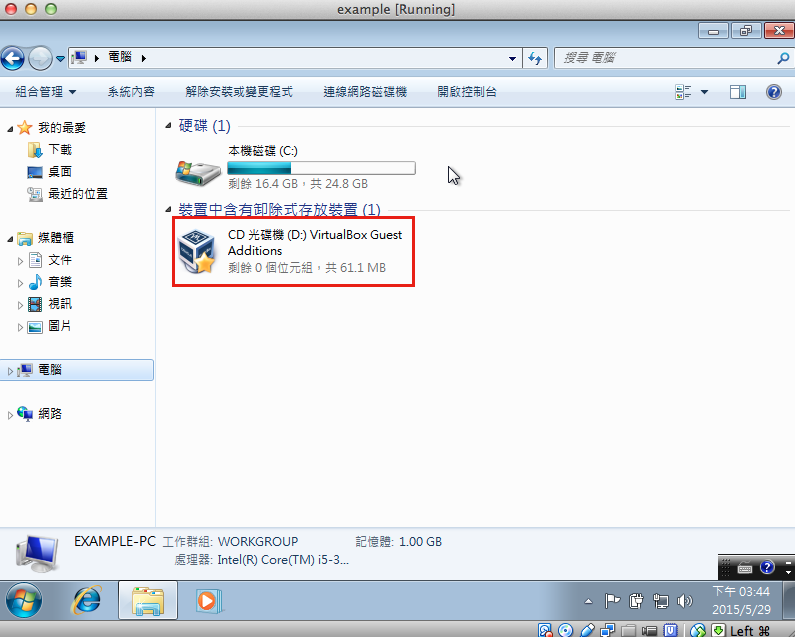 example [Running]
電腦
搜尋 電腦
組合管理 系統內容 解除安裝或變更程式 連線網路磁碟機 開啟控制台
我的最愛
下載
桌面
最近的位置
媒體櫃
文件
音樂
視訊
圖片
電腦
網路
硬碟 (1)
本機磁碟 (C:)
剩餘 16.4 GB，共 24.8 GB
裝置中含有卸除式存放裝置 (1)
CD 光碟機 (D:) VirtualBox Guest
Additions
剩餘 0 個位元組，共 61.1 MB
EXAMPLE-PC 工作群組: WORKGROUP 記憶體: 1.00 GB
處理器: Intel(R) Core(TM) i5-3...
下午 03:44
2015/5/29
Left ⌘